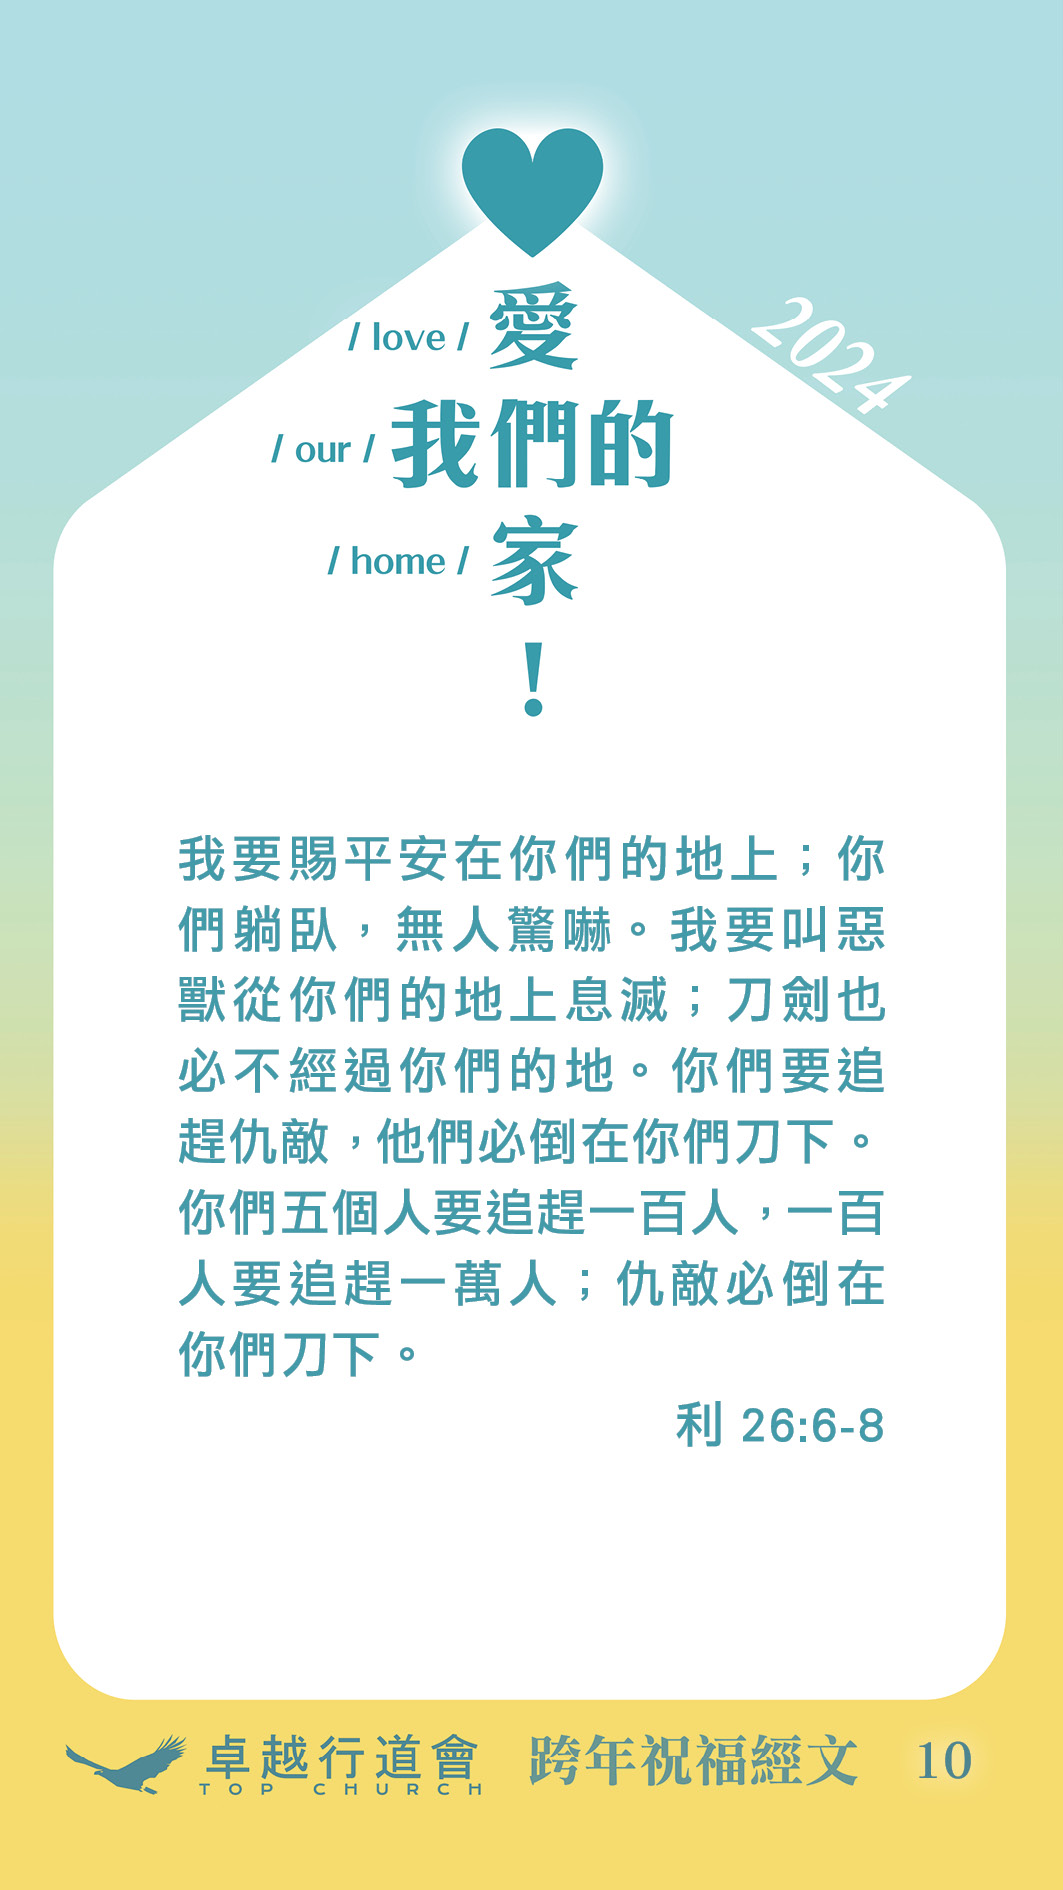 / love / 愛
2024
/ our / 我們的
/ home / 家
！
我要賜平安在你們的地上；你
們躺臥，無人驚嚇。我要叫惡
獸從你們的地上息滅；刀劍也
必不經過你們的地。你們要追
趕仇敵，他們必倒在你們刀下。
你們五個人要追趕一百人，一百
人要追趕一萬人；仇敵必倒在
你們刀下。
利 26:6-8
卓越行道會 跨年祝福經文 10
TOP CHURCH